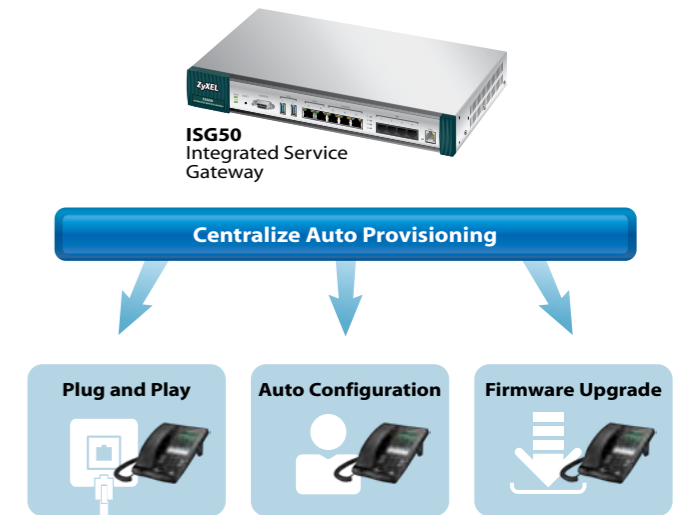 ZyXEL
ISG50
Integrated Service
Gateway
Centralize Auto Provisioning
Plug and Play
Auto Configuration
Firmware Upgrade